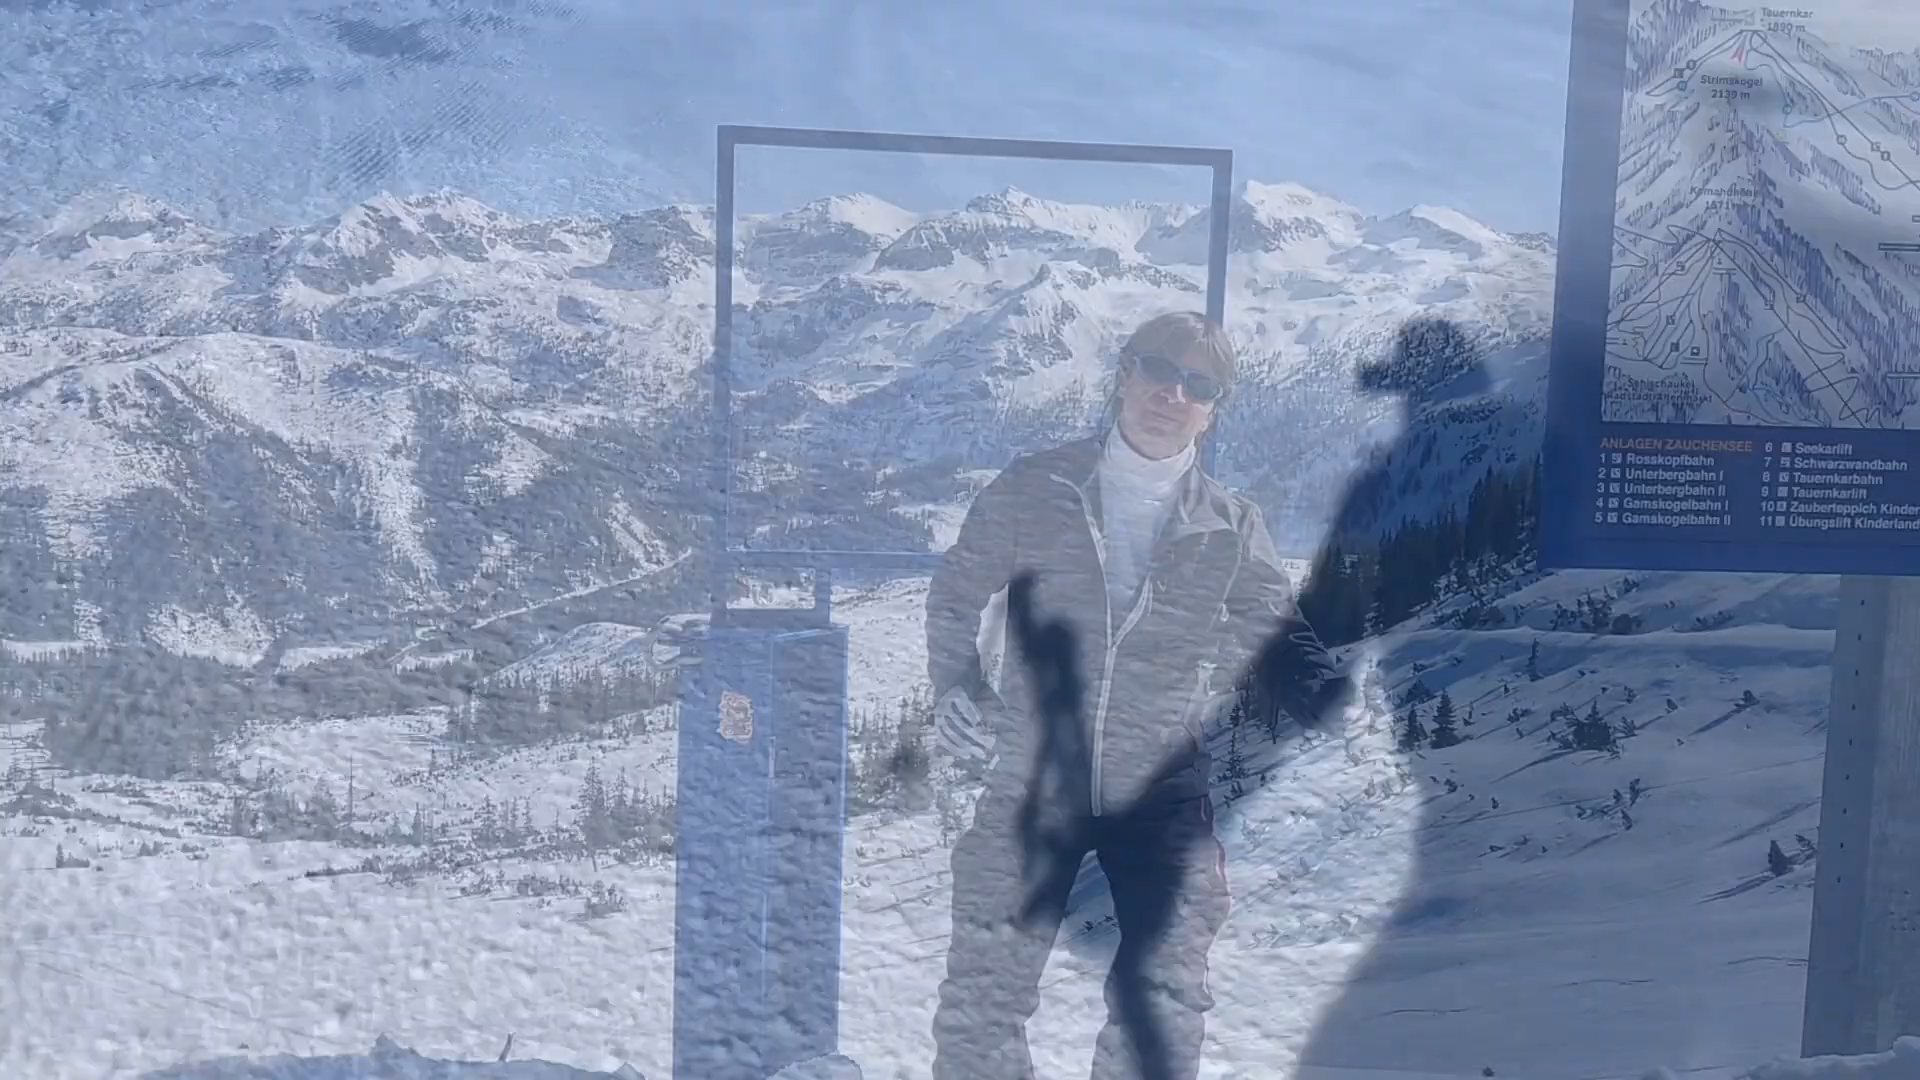 Tauernkar
1890 m
Strimskogel
2139 m
ANLAGEN ZAUCHENSEE
1 Rosskopfbahn
2 Unterbergbahn I
3 Unterbergbahn II
4 Gamskogelbahn I
5 Gamskogelbahn II
6 Seekarlift
7 Schwarzwandbahn
8 Tauernkarbahn
9 Tauernkarlift
10 Zauberteppich Kinder
11 Übungslift Kinderland